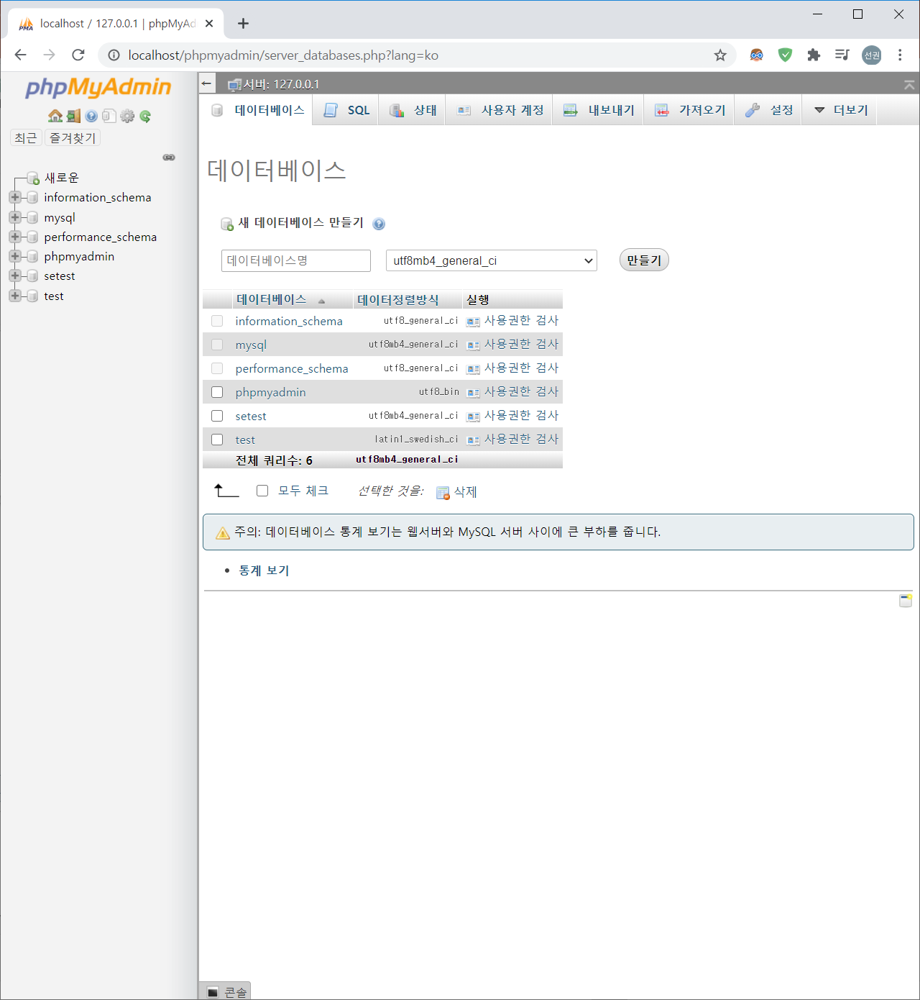 localhost / 127.0.0.1 | phpMyAd
localhost/phpmyadmin/server_databases.php?lang=ko
선권
phpMyAdmin
최근 즐겨찾기
새로운
information_schema
mysql
performance_schema
phpmyadmin
setest
test
서버: 127.0.0.1
데이터베이스 SQL 상태 사용자 계정 내보내기 가져오기 설정 더보기
데이터베이스
새 데이터베이스 만들기
데이터베이스명 utf8mb4_general_ci 만들기
데이터베이스 데이터정렬방식 실행
information_schema utf8_general_ci 사용권한 검사
mysql utf8mb4_general_ci 사용권한 검사
performance_schema utf8_general_ci 사용권한 검사
phpmyadmin utf8_bin 사용권한 검사
setest utf8mb4_general_ci 사용권한 검사
test latin1_swedish_ci 사용권한 검사
전체 쿼리수: 6 utf8mb4_general_ci
모두 체크 선택한 것을: 삭제
주의: 데이터베이스 통계 보기는 웹서버와 MySQL 서버 사이에 큰 부하를 줍니다.
통계 보기
콘솔